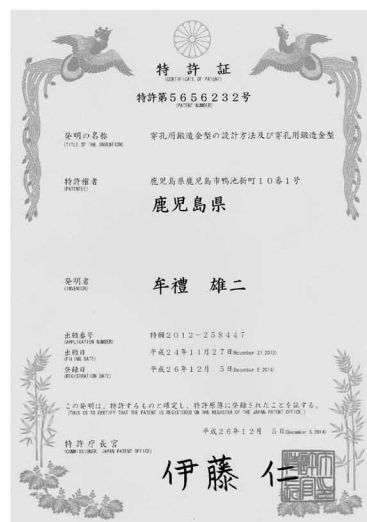 特許証
(CERTIFICATE OF PATENT)
特許第5656232号
(PATENT NUMBER)
発明の名称 穿孔用鍛造金型の設計方法及び穿孔用鍛造金型
(TITLE OF THE INVENTION)
特許権者 鹿児島県鹿児島市鴨池新町10番1号
(PATENTEE)
鹿児島県
発明者 牟禮 雄二
(INVENTOR)
出願番号 特願2012-258447
(APPLICATION NUMBER)
出願日 平成24年11月27日(November 27,2012)
(FILING DATE)
登録日 平成26年12月 5日(December 5,2014)
(REGISTRATION DATE)
この発明は、特許するものと確定し、特許原簿に登録されたことを証する。
(THIS IS TO CERTIFY THAT THE PATENT IS REGISTERED ON THE REGISTER OF THE JAPAN PATENT OFFICE.)
平成26年12月 5日(December 5,2014)
特許庁長官
(COMMISSIONER, JAPAN PATENT OFFICE)
伊藤 仁